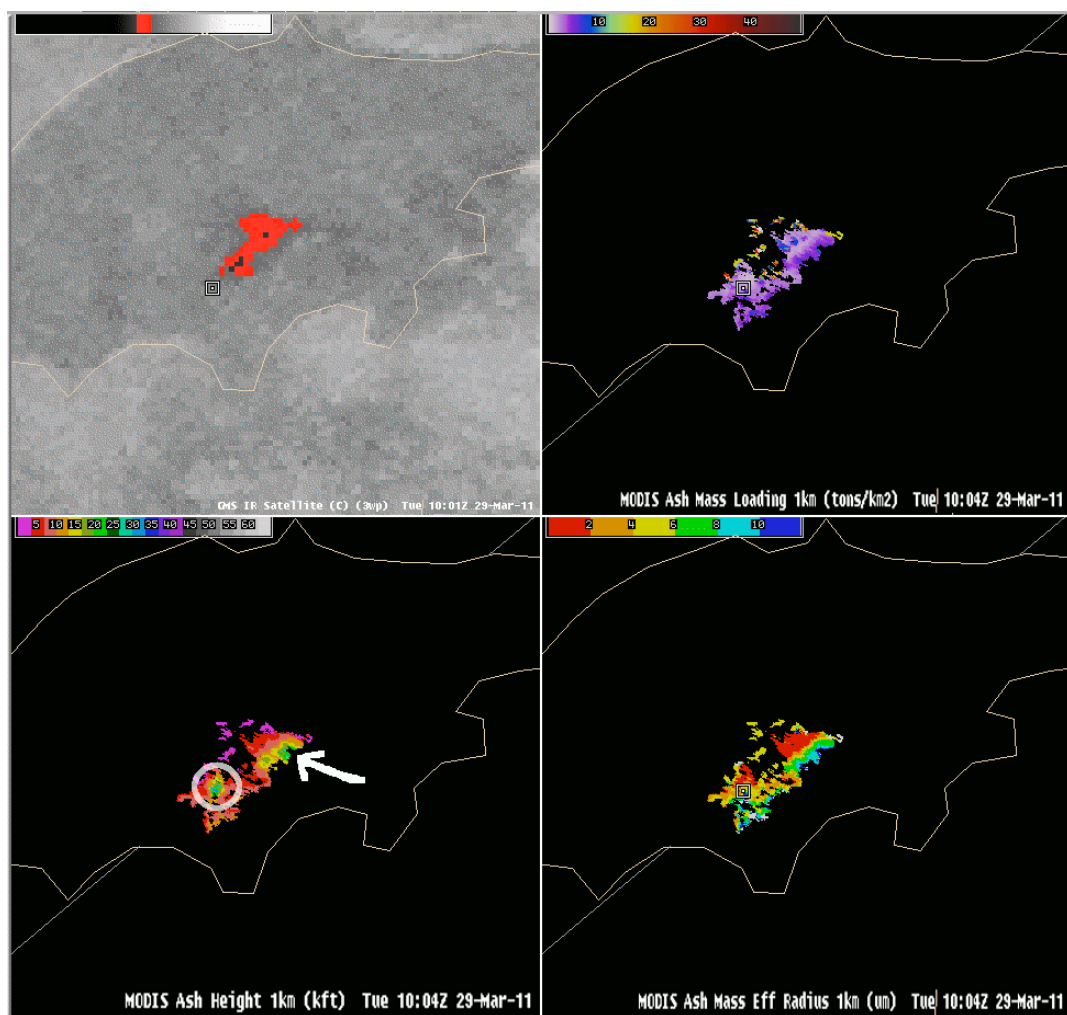 10 20 30 40
GMS IR Satellite (C) (3wp) Tue 10:01Z 29-Mar-11
MODIS Ash Mass Loading 1km (tons/km2) Tue 10:04Z 29-Mar-11
5 10 15 20 25 30 35 40 45 50 55 60
2 4 6 8 10
MODIS Ash Height 1km (kft) Tue 10:04Z 29-Mar-11
MODIS Ash Mass Eff Radius 1km (um) Tue 10:04Z 29-Mar-11